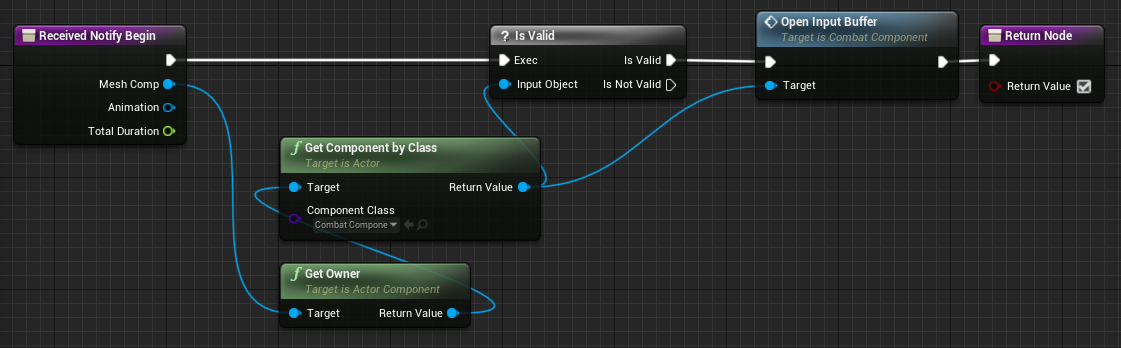 Received Notify Begin
Mesh Comp
Animation
Total Duration
? Is Valid
Exec
Is Valid
Input Object
Is Not Valid
Open Input Buffer
Target is Combat Component
Target
Return Node
Return Value
f Get Component by Class
Target is Actor
Target
Return Value
Component Class
Combat Compone
f Get Owner
Target is Actor Component
Target
Return Value